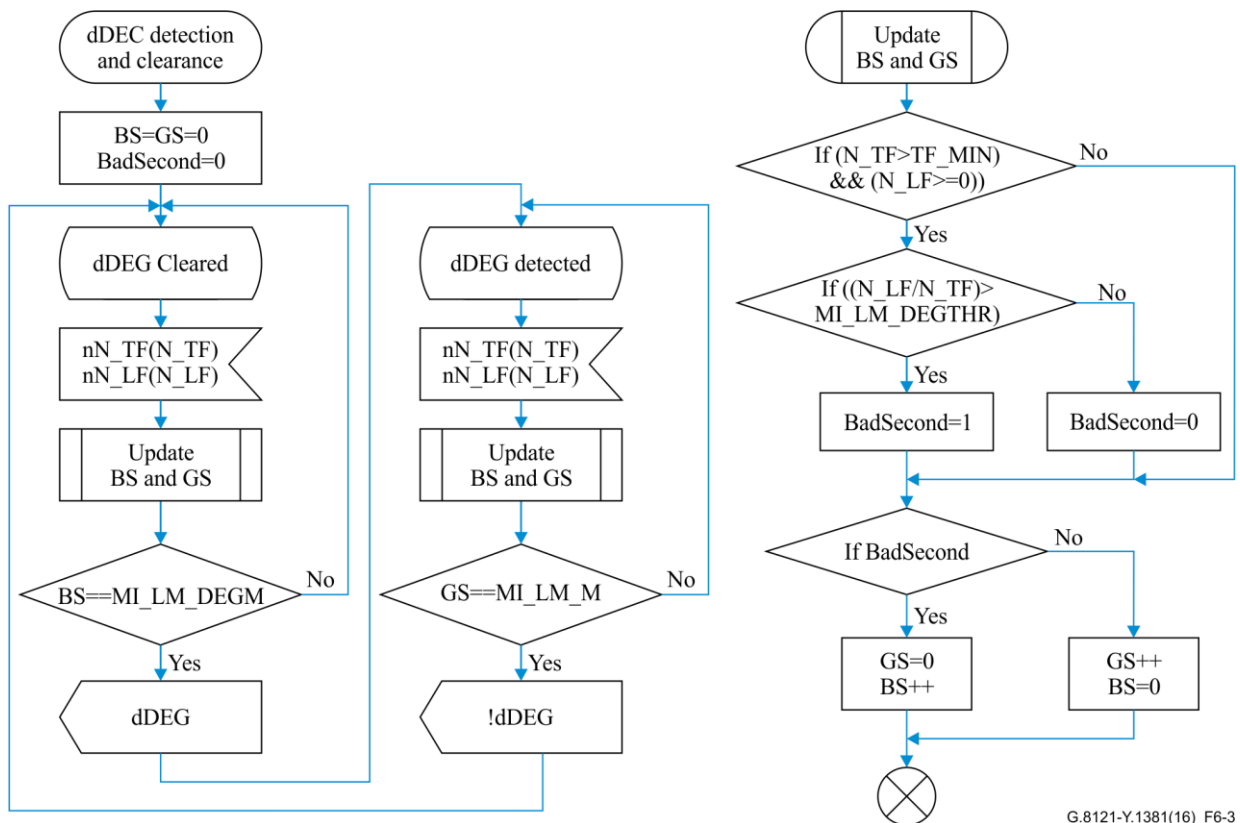 dDEC detection
and clearance
BS=GS=0
BadSecond=0
dDEG Cleared
nN_TF(N_TF)
nN_LF(N_LF)
Update
BS and GS
BS==MI_LM_DEGM
No
Yes
dDEG
dDEG detected
nN_TF(N_TF)
nN_LF(N_LF)
Update
BS and GS
GS==MI_LM_M
No
Yes
!dDEG
Update
BS and GS
If (N_TF>TF_MIN)
&& (N_LF>=0))
No
Yes
If ((N_LF/N_TF)>
MI_LM_DEGTHR)
No
Yes
BadSecond=1
BadSecond=0
If BadSecond
No
Yes
GS=0
BS++
GS++
BS=0
G.8121-Y.1381(16)_F6-3